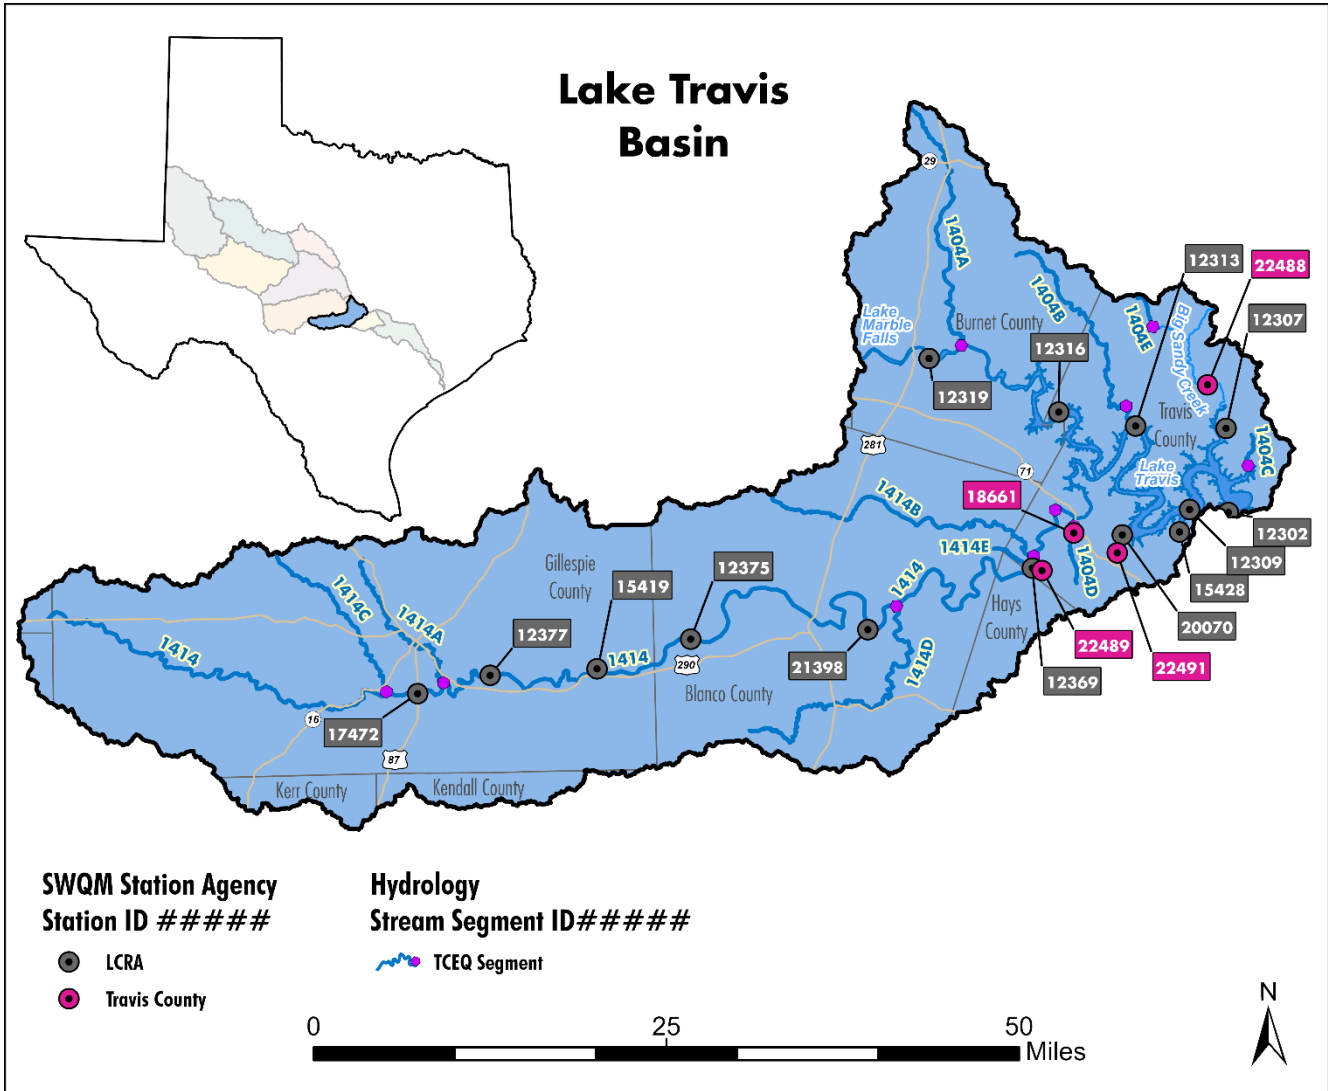 Lake Travis
Basin
29
1404A
1404B
1404E
Big Sandy Creek
12313
22488
12307
Lake
Marble
Falls
Burnet County
12316
12319
Travis
County
1404C
281
71
Lake
Travis
18661
1414B
1414E
1414
1404D
12302
12309
15428
20070
Hays
County
22489
22491
12369
Gillespie
County
15419
12375
1414C
1414A
12377
1414
1414
290
21398
1414D
Blanco County
16
17472
87
Kerr County
Kendall County
SWQM Station Agency
Station ID #####
LCRA
Travis County
Hydrology
Stream Segment ID#####
TCEQ Segment
0
25
50
Miles
N